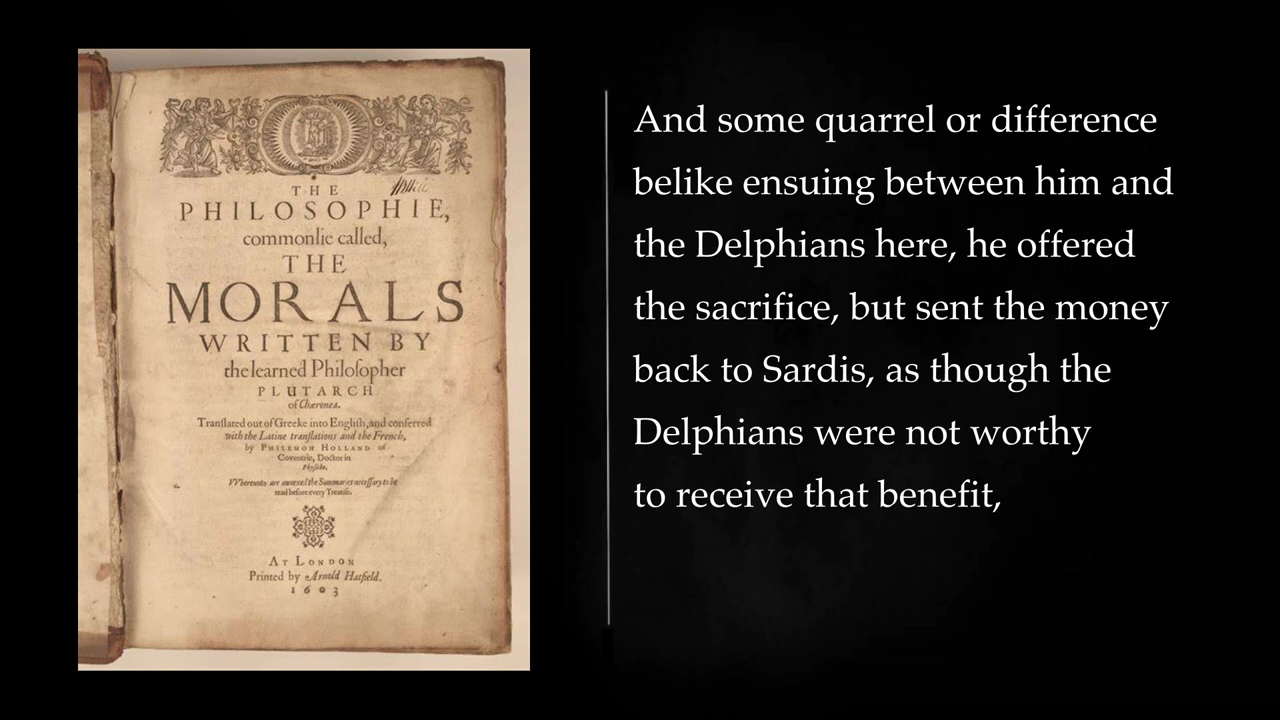 THE
PHILOSOPHIE,
commonlie called,
THE
MORALS
WRITTEN BY
the learned Philosopher
PLUTARCH
of Chæronea.
Translated out of Greeke into English, and conferred
with the Latine translations and the French,
by PHILEMON HOLLAND of
Coventrie, Doctor in
Physicke.
VVhereunto are annexed the Summaries necessary to be
read before every Treatise.
AT LONDON
Printed by Arnold Hatfield.
1603
And some quarrel or difference
belike ensuing between him and
the Delphians here, he offered
the sacrifice, but sent the money
back to Sardis, as though the
Delphians were not worthy
to receive that benefit,